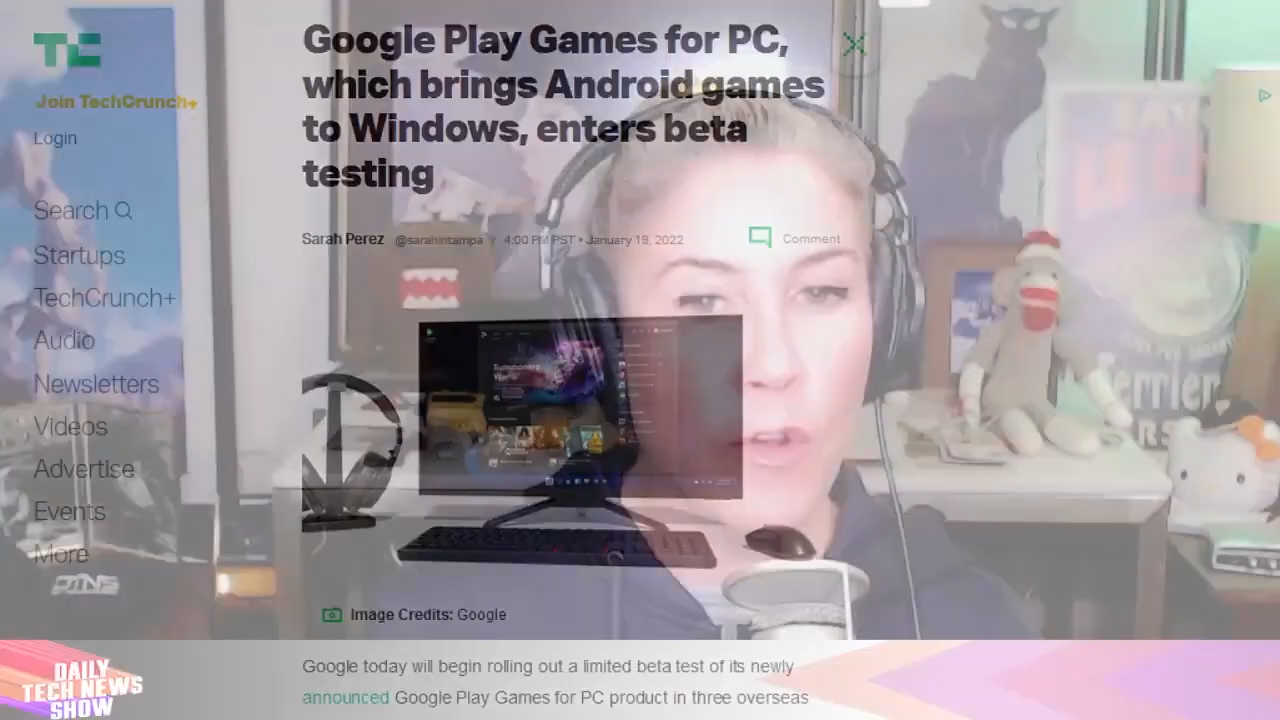 TC
Join TechCrunch+
Login
Search
Startups
TechCrunch+
Audio
Newsletters
Videos
Advertise
Events
More
Google Play Games for PC,
which brings Android games
to Windows, enters beta
testing
Sarah Perez @sarahintampa / 4:00 PM PST • January 19, 2022
Comment
Image Credits: Google
Google today will begin rolling out a limited beta test of its newly
announced Google Play Games for PC product in three overseas
DAILY
TECH NEWS
SHOW